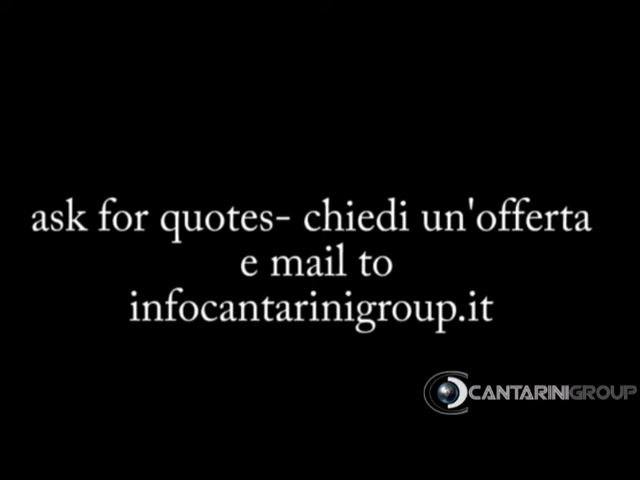 ask for quotes- chiedi un'offerta
e mail to
infocantarinigroup.it
CANTARINIGROUP